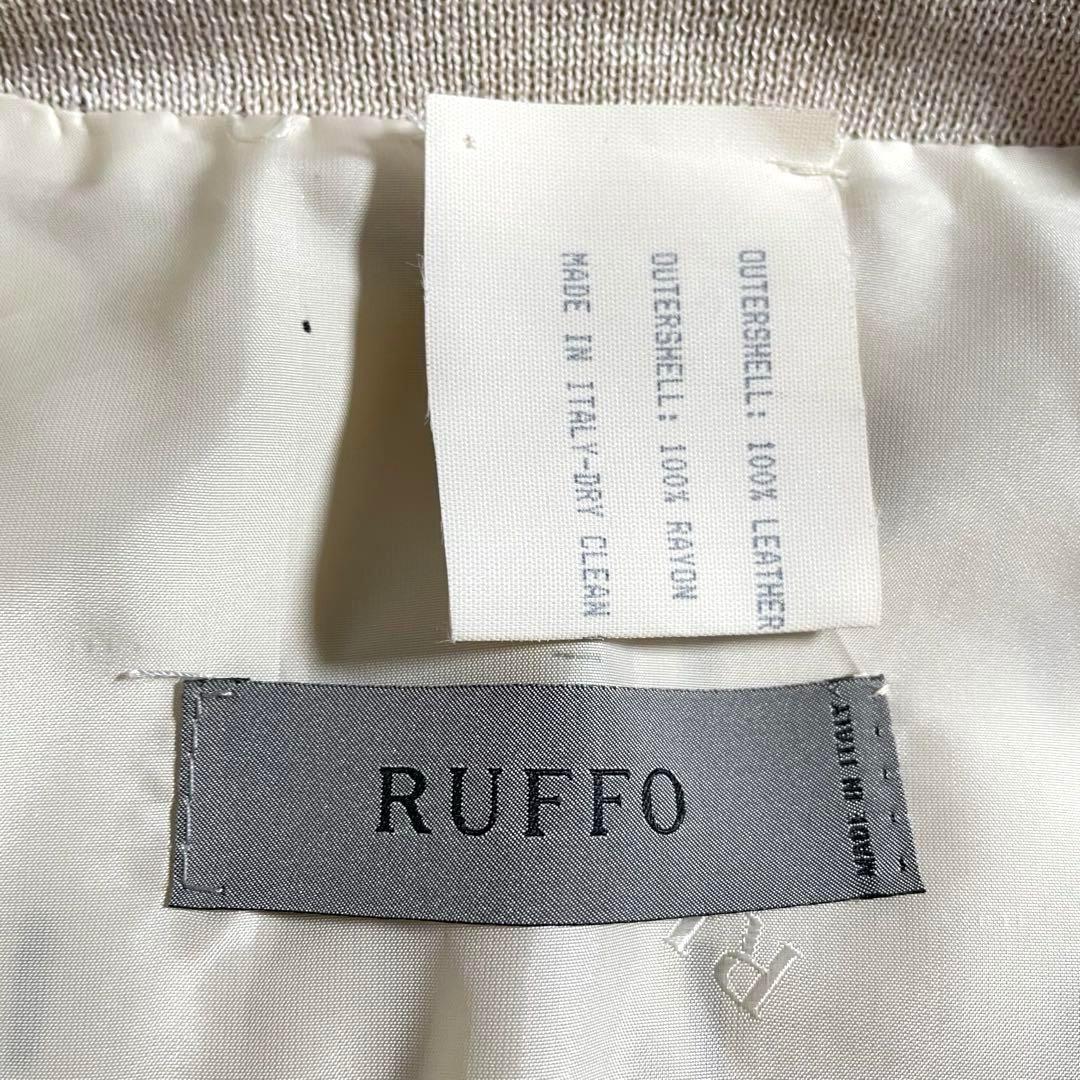 OUTERSHELL: 100% LEATHER
OUTERSHELL: 100% RAYON
MADE IN ITALY-DRY CLEAN
RUFFO
MADE IN ITALY
R